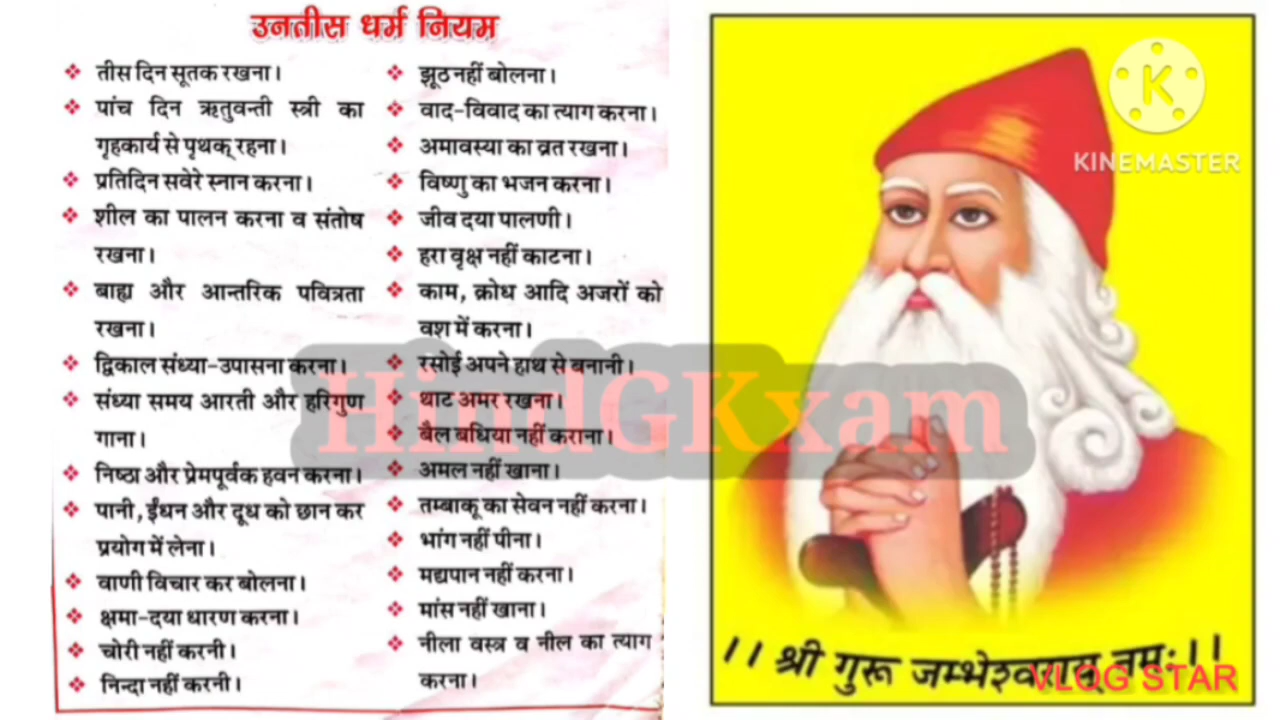 उनतीस धर्म नियम
❖ तीस दिन सूतक रखना।
❖ पांच दिन ऋतुवन्ती स्त्री का
गृहकार्य से पृथक् रहना।
❖ प्रतिदिन सवेरे स्नान करना।
❖ शील का पालन करना व संतोष
रखना।
❖ बाह्य और आन्तरिक पवित्रता
रखना।
❖ द्विकाल संध्या-उपासना करना।
❖ संध्या समय आरती और हरिगुण
गाना।
❖ निष्ठा और प्रेमपूर्वक हवन करना।
❖ पानी, ईंधन और दूध को छान कर
प्रयोग में लेना।
❖ वाणी विचार कर बोलना।
❖ क्षमा-दया धारण करना।
❖ चोरी नहीं करनी।
❖ निन्दा नहीं करनी।
❖ झूठ नहीं बोलना।
❖ वाद-विवाद का त्याग करना।
❖ अमावस्या का व्रत रखना।
❖ विष्णु का भजन करना।
❖ जीव दया पालणी।
❖ हरा वृक्ष नहीं काटना।
❖ काम, क्रोध आदि अजरों को
वश में करना।
❖ रसोई अपने हाथ से बनानी।
❖ थाट अमर रखना।
❖ बैल बधिया नहीं कराना।
❖ अमल नहीं खाना।
❖ तम्बाकू का सेवन नहीं करना।
❖ भांग नहीं पीना।
❖ मद्यपान नहीं करना।
❖ मांस नहीं खाना।
❖ नीला वस्त्र व नील का त्याग
करना।
HindGKxam
K
KINEMASTER
।। श्री गुरू जम्भेश्वराय् नमः ।।
VLOG STAR